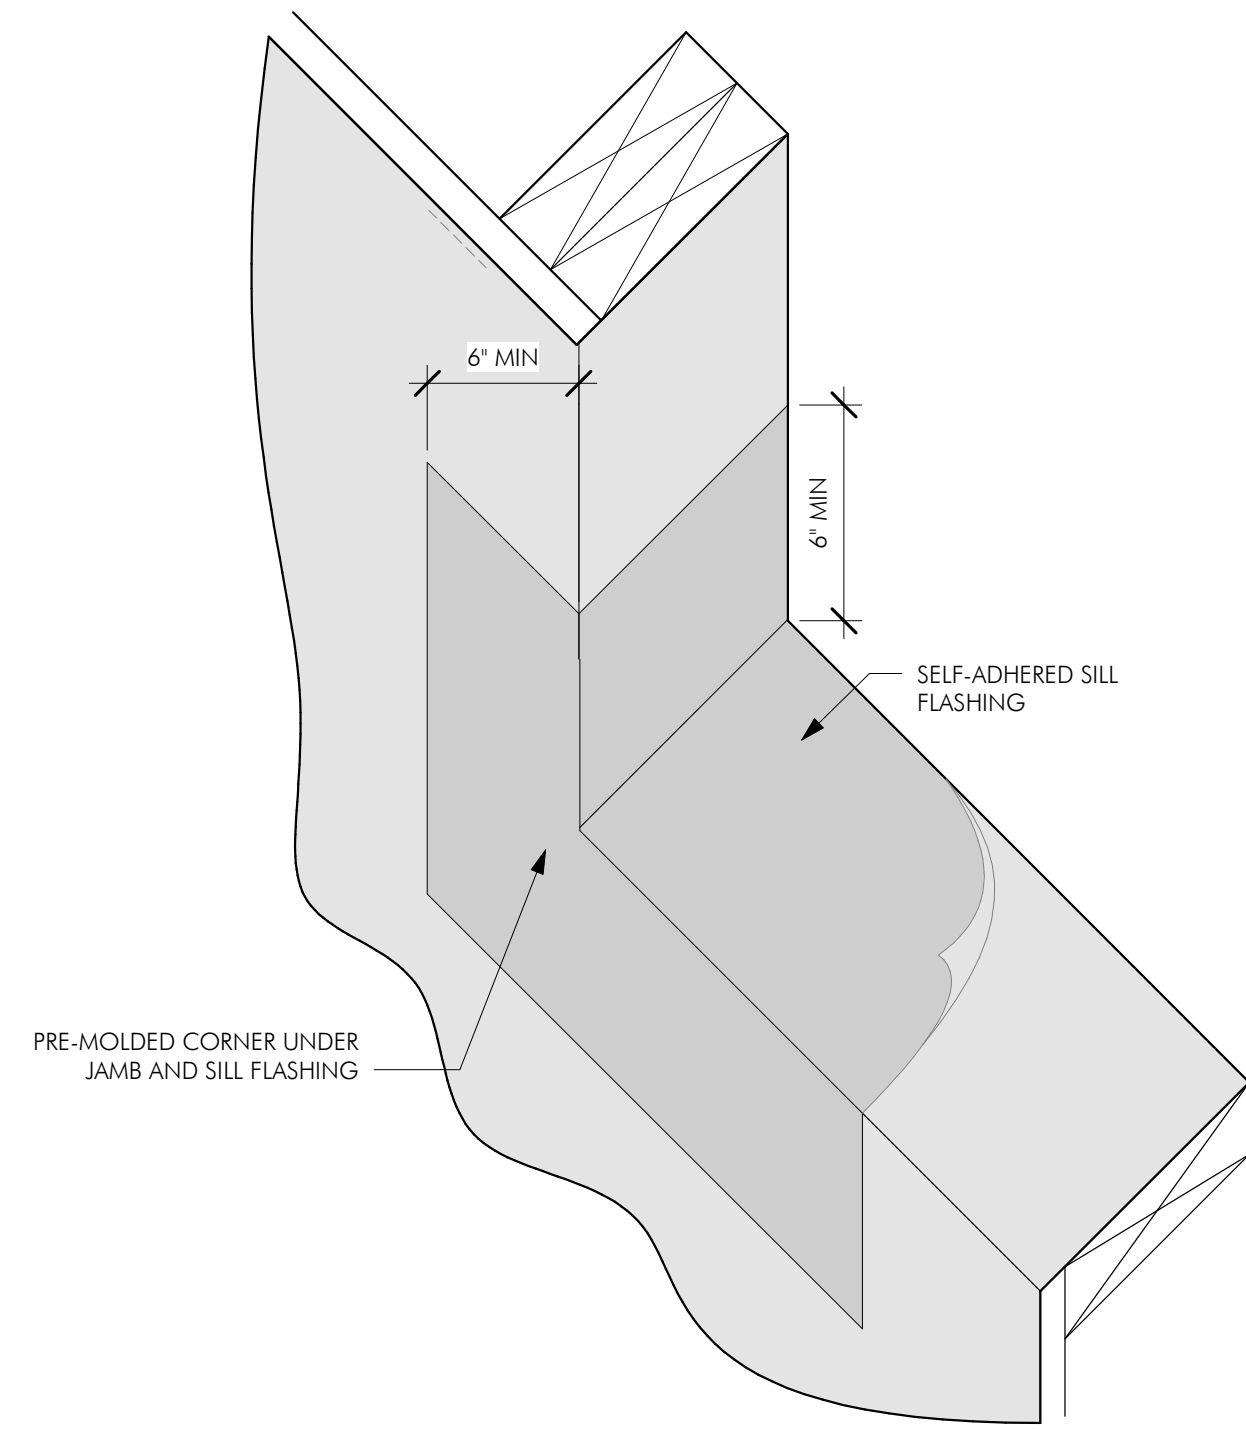 6" MIN
6" MIN
SELF-ADHERED SILL
FLASHING
PRE-MOLDED CORNER UNDER
JAMB AND SILL FLASHING